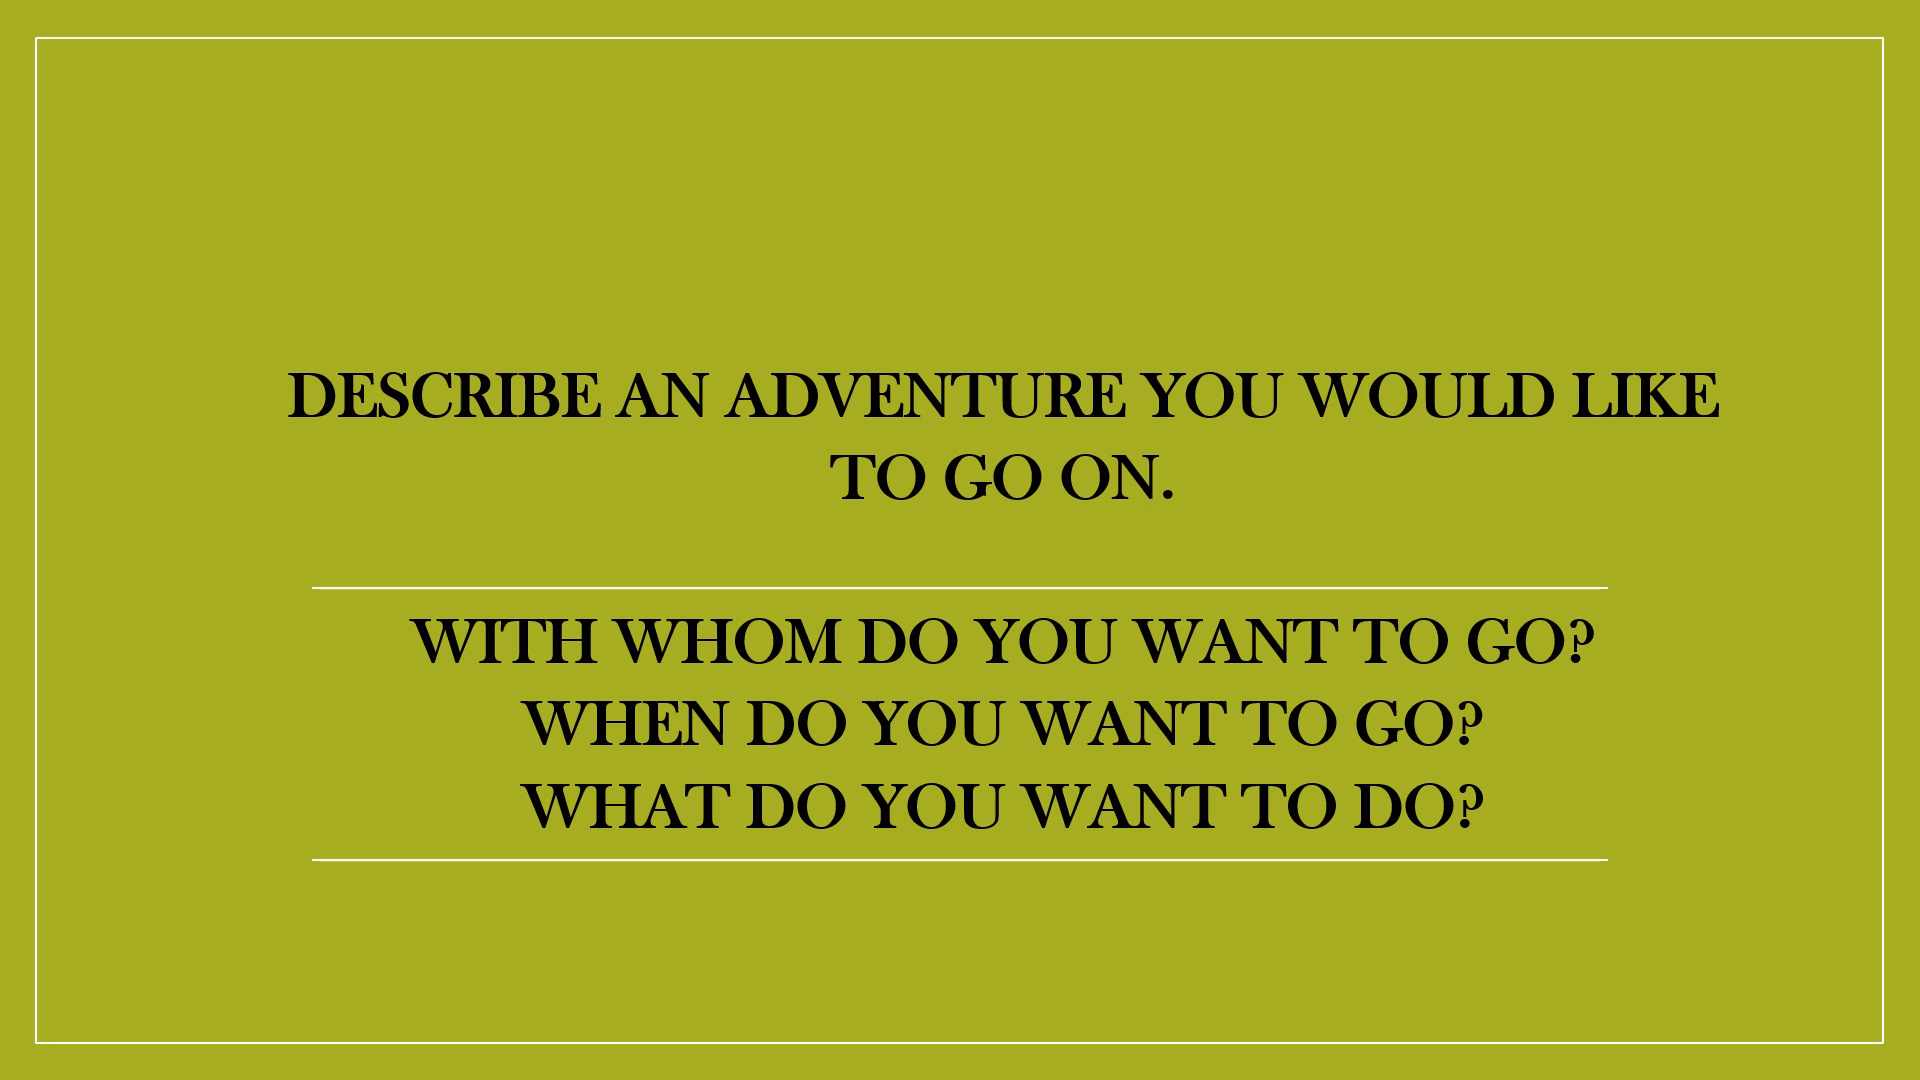 DESCRIBE AN ADVENTURE YOU WOULD LIKE
TO GO ON.
WITH WHOM DO YOU WANT TO GO?
WHEN DO YOU WANT TO GO?
WHAT DO YOU WANT TO DO?